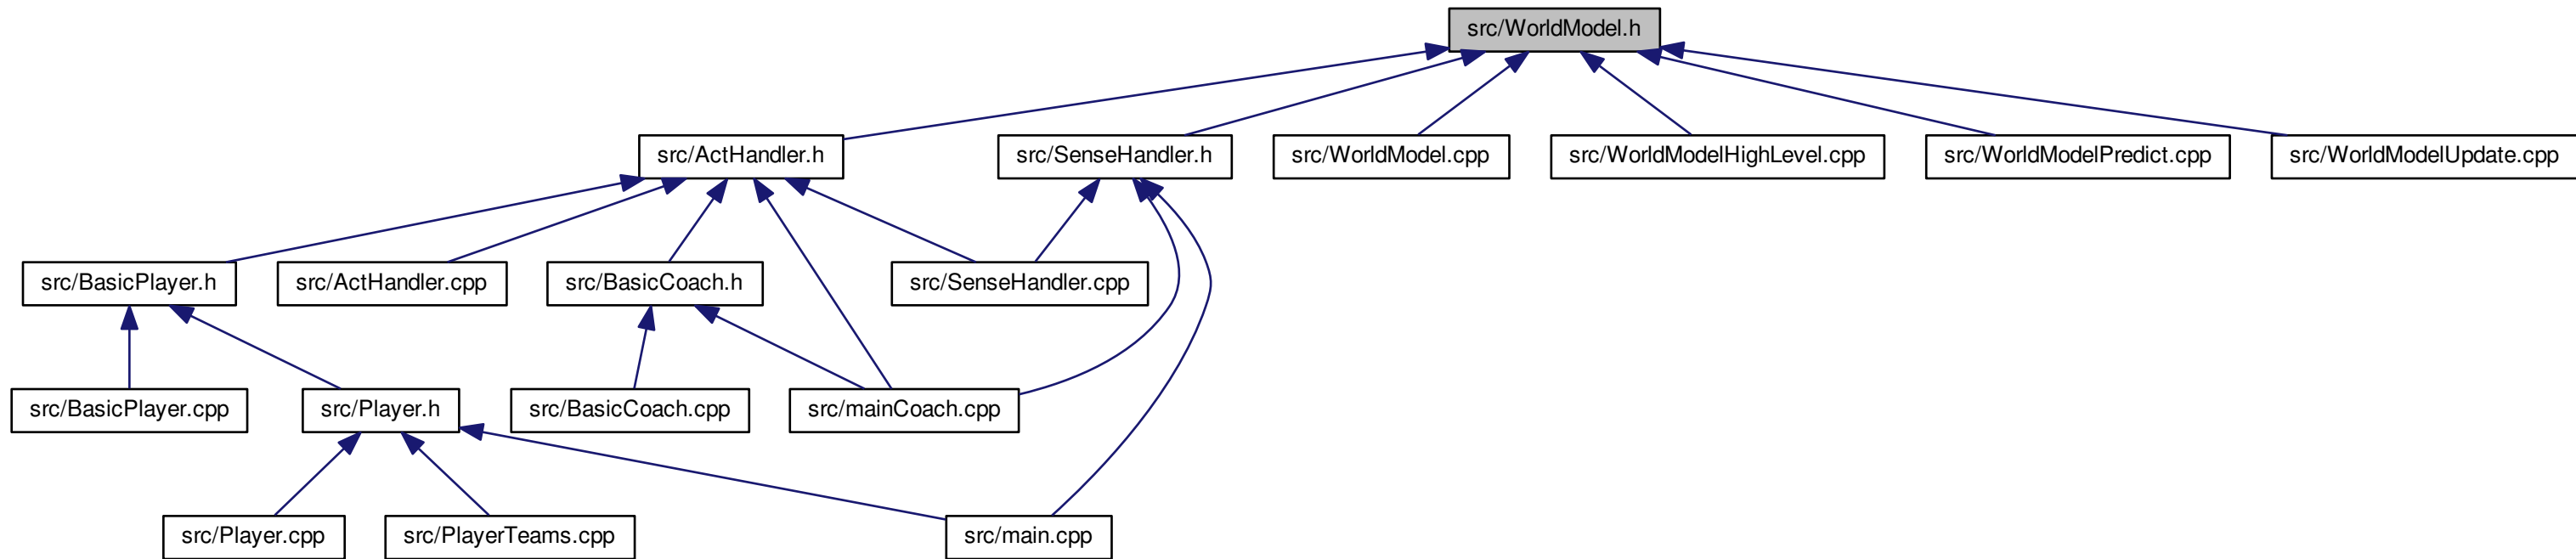 src/WorldModel.h
src/ActHandler.h
src/SenseHandler.h
src/WorldModel.cpp
src/WorldModelHighLevel.cpp
src/WorldModelPredict.cpp
src/WorldModelUpdate.cpp
src/BasicPlayer.h
src/ActHandler.cpp
src/BasicCoach.h
src/SenseHandler.cpp
src/BasicPlayer.cpp
src/Player.h
src/BasicCoach.cpp
src/mainCoach.cpp
src/Player.cpp
src/PlayerTeams.cpp
src/main.cpp